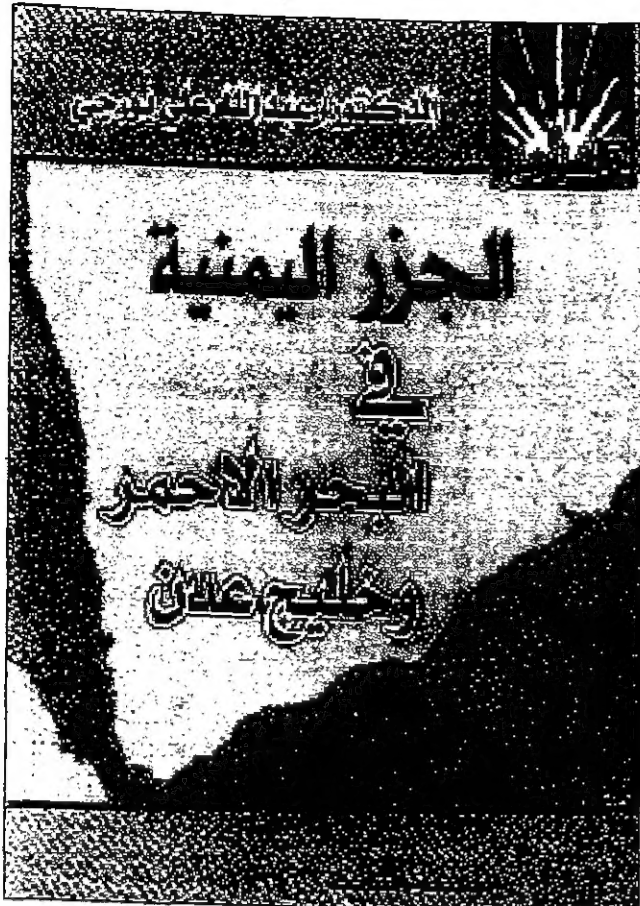 الدكتور عبدالله علي
الجزر اليمنية
في
البحر الأحمر
وخليج عدن